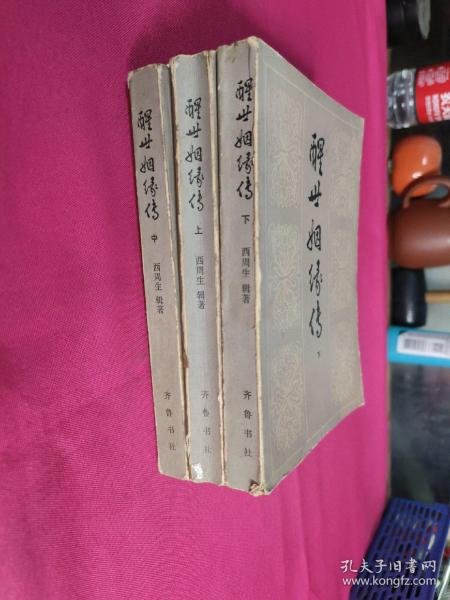 醒世姻缘传
中
西周生 辑著
齐鲁书社
醒世姻缘传
上
西周生 辑著
齐鲁书社
醒世姻缘传
下
西周生 辑著
齐鲁书社
醒世姻缘传
下
孔夫子旧书网
www.kongfz.com